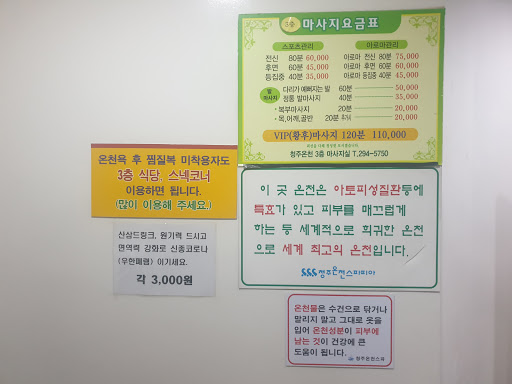 3층 마사지요금표
스포츠관리
전신 80분 60,000
후면 60분 45,000
등집중 40분 35,000
아로마관리
아로마 전신 80분 75,000
아로마 후면 60분 60,000
아로마 등집중 40분 45,000
발마사지
다리가 예뻐지는 발 60분 50,000
정통 발마사지 40분 35,000
· 복부마사지 20분 20,000
· 목,어깨,골반 20분 20,000
VIP(황후)마사지 120분 110,000
청주온천 3층 마사지실 T.294-5750
온천욕 후 찜질복 미착용자도
3층 식당, 스넥코너
이용하면 됩니다.
(많이 이용해 주세요.)
이 곳 온천은 아토피성질환등에
특효가 있고 피부를 매끄럽게
하는 등 세계적으로 희귀한 온천
으로 세계 최고의 온천입니다.
청주온천스파피아
산삼드링크, 원기력 드시고
면역력 강화로 신종코로나
(우한폐렴) 이기세요.
각 3,000원
온천물은 수건으로 닦거나
말리지 말고 그대로 옷을
입어 온천성분이 피부에
남는 것이 건강에 큰
도움이 됩니다.
청주온천스파